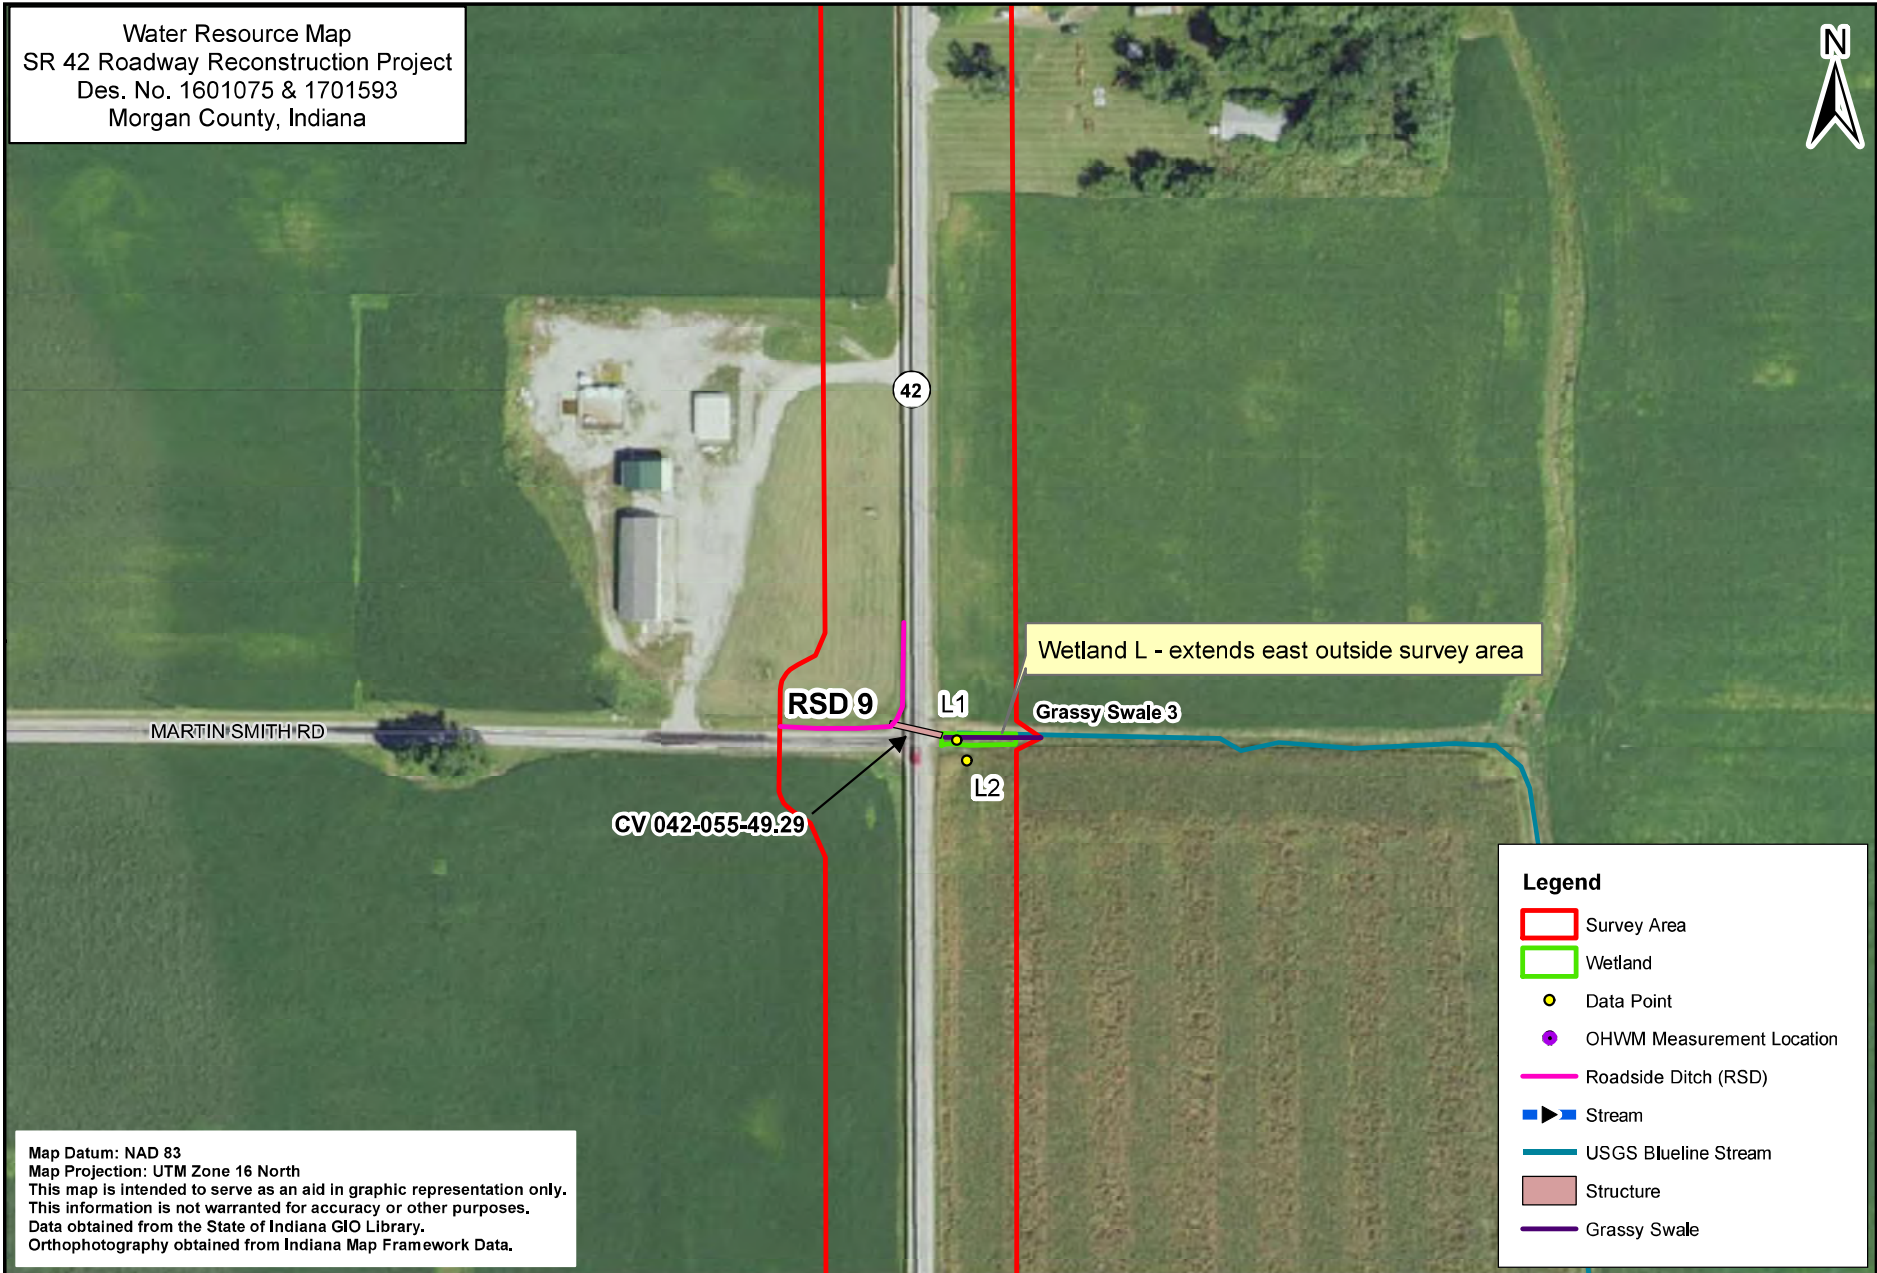 Water Resource Map
SR 42 Roadway Reconstruction Project
Des. No. 1601075 & 1701593
Morgan County, Indiana
N
42
Wetland L - extends east outside survey area
RSD 9
L1
Grassy Swale 3
MARTIN SMITH RD
L2
CV 042-055-49.29
Legend
Survey Area
Wetland
Data Point
OHWM Measurement Location
Roadside Ditch (RSD)
Stream
USGS Blueline Stream
Structure
Grassy Swale
Map Datum: NAD 83
Map Projection: UTM Zone 16 North
This map is intended to serve as an aid in graphic representation only.
This information is not warranted for accuracy or other purposes.
Data obtained from the State of Indiana GIO Library.
Orthophotography obtained from Indiana Map Framework Data.